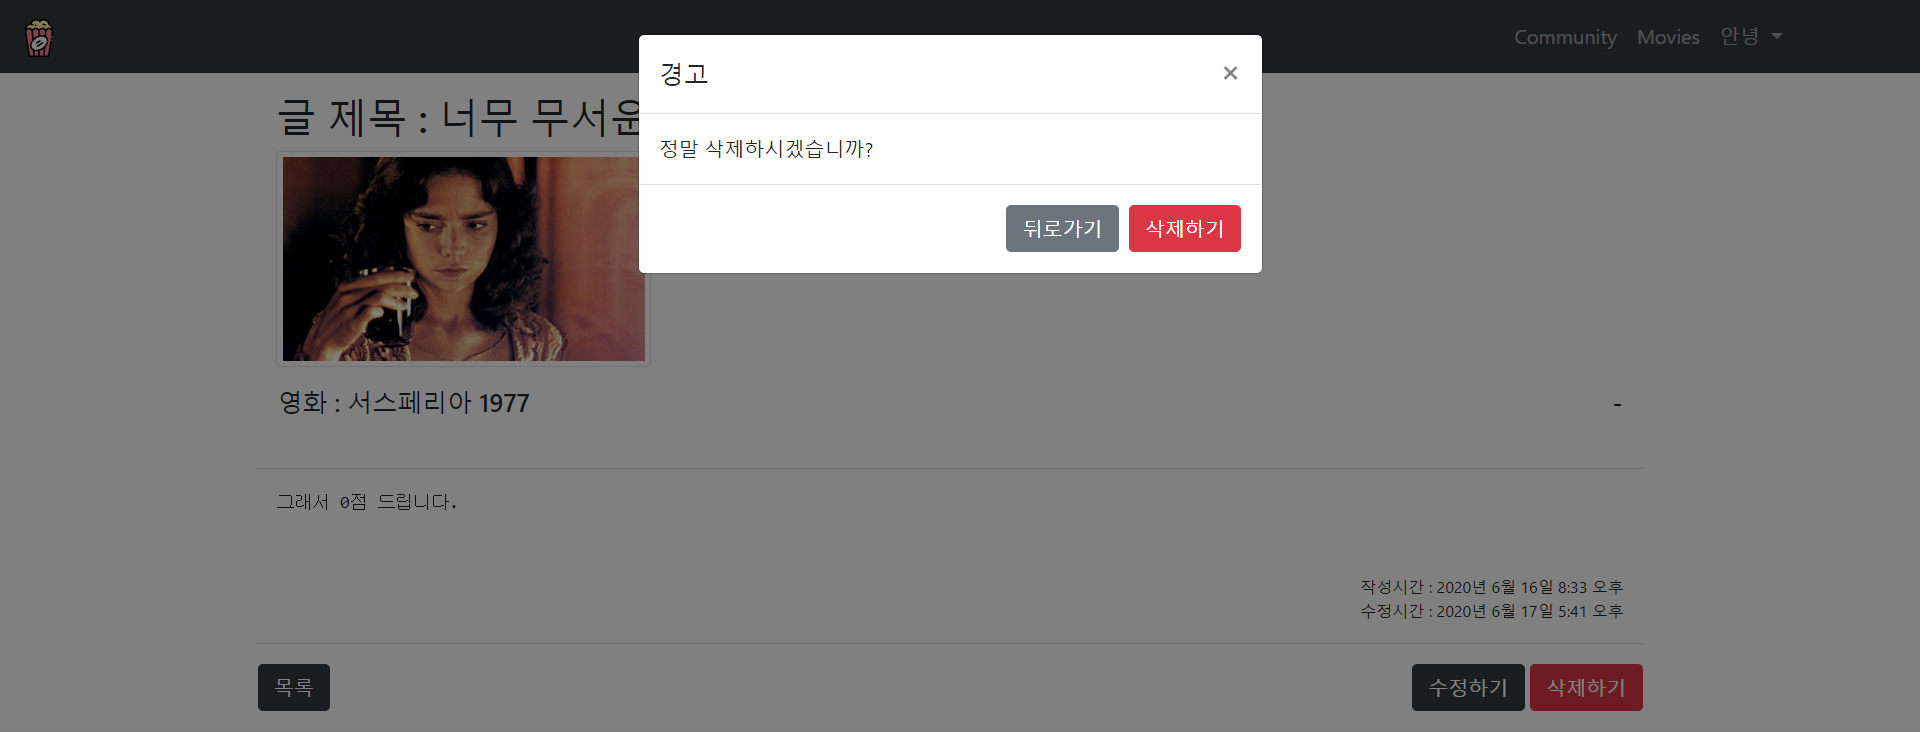 Community Movies 안녕
경고
×
글 제목 : 너무 무서운
정말 삭제하시겠습니까?
뒤로가기 삭제하기
영화 : 서스페리아 1977 -
그래서 0점 드립니다.
작성시간 : 2020년 6월 16일 8:33 오후
수정시간 : 2020년 6월 17일 5:41 오후
목록 수정하기 삭제하기